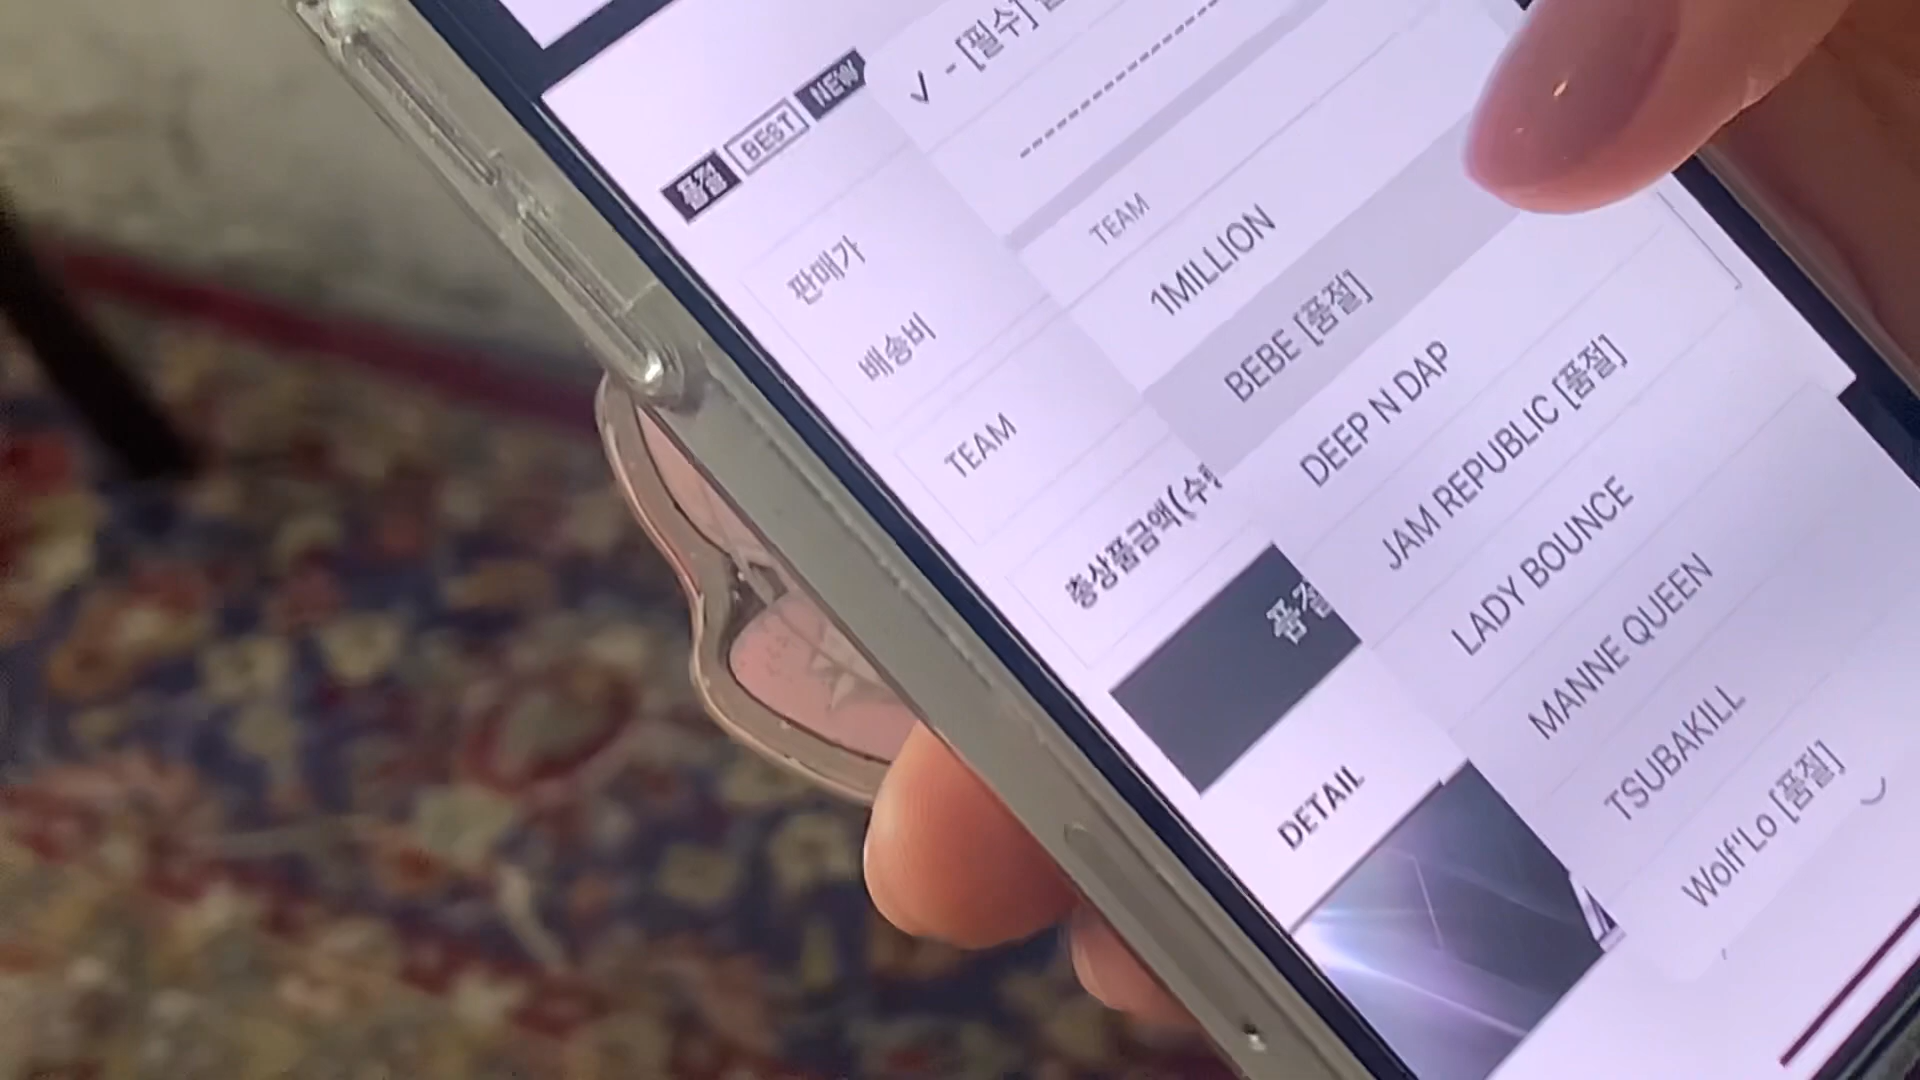 ✓ - [필수]
--------------------
TEAM
1MILLION
BEBE [품절]
DEEP N DAP
JAM REPUBLIC [품절]
LADY BOUNCE
MANNE QUEEN
TSUBAKILL
Wolf'Lo [품절]
품절 BEST NEW
판매가
배송비
TEAM
총상품금액(수량
품절
DETAIL